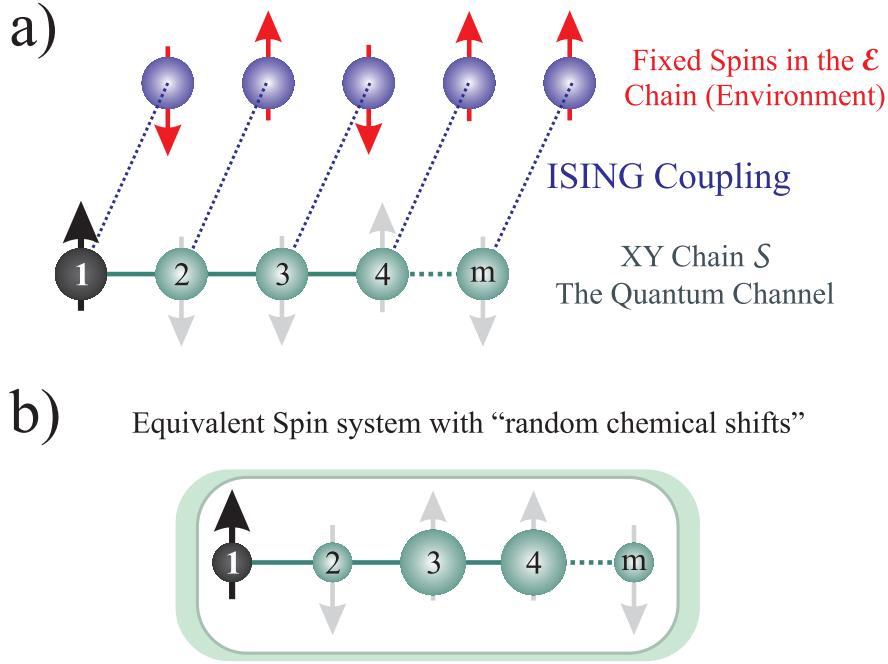 a)
Fixed Spins in the ℰ
Chain (Environment)
ISING Coupling
1
2
3
4
m
XY Chain 𝒮
The Quantum Channel
b)
Equivalent Spin system with “random chemical shifts”
1
2
3
4
m